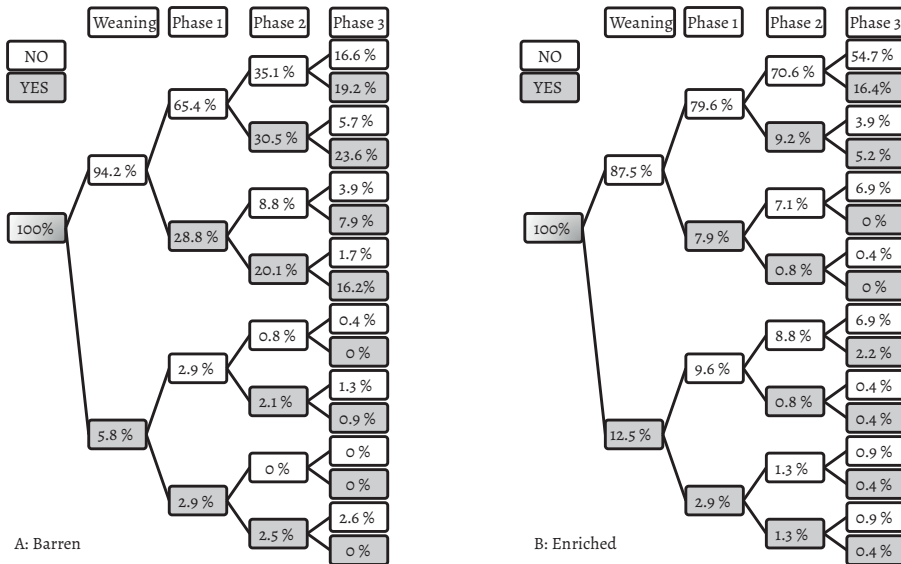 Weaning Phase 1 Phase 2 Phase 3 Weaning Phase 1 Phase 2 Phase 3
NO 16.6 % NO 54.7 %
35.1 % 70.6 %
YES 19.2 % YES 16.4%
65.4 % 79.6 %
5.7 % 3.9 %
30.5 % 9.2 %
23.6 % 5.2 %
94.2 % 87.5 %
3.9 % 6.9 %
8.8 % 7.1 %
7.9 % 0 %
100% 28.8 % 100% 7.9 %
1.7 % 0.4 %
20.1 % 0.8 %
16.2% 0 %
0.4 % 6.9 %
0.8 % 8.8 %
0 % 2.2 %
2.9 % 9.6 %
1.3 % 0.4 %
2.1 % 0.8 %
0.9 % 0.4 %
5.8 % 12.5 %
0 % 0.9 %
0 % 1.3 %
0 % 0.4 %
2.9 % 2.9 %
2.6 % 0.9 %
2.5 % 1.3 %
A: Barren 0 % B: Enriched 0.4 %